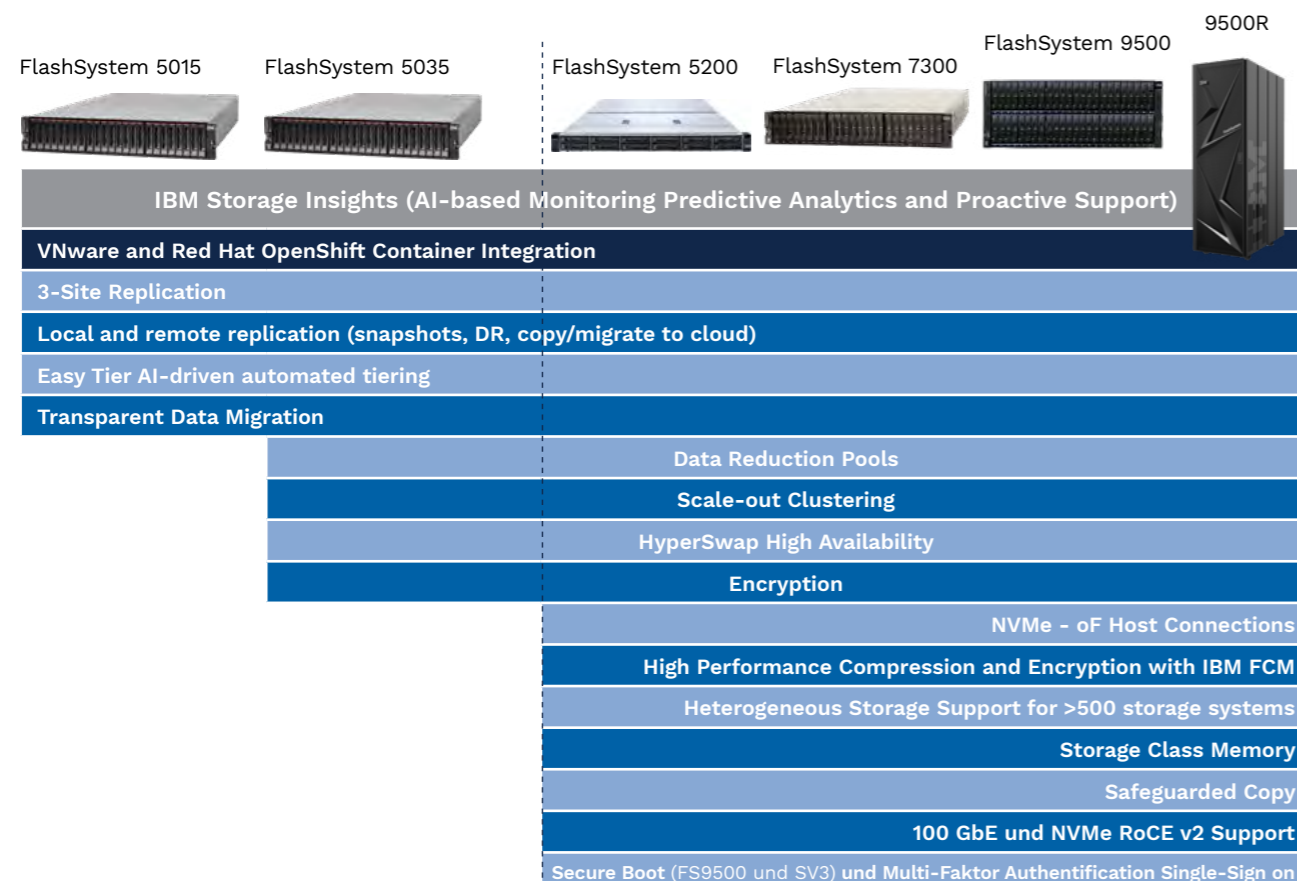 9500R
FlashSystem 9500
FlashSystem 5015
FlashSystem 5035
FlashSystem 5200
FlashSystem 7300
IBM Storage Insights (AI-based Monitoring Predictive Analytics and Proactive Support)
VNware and Red Hat OpenShift Container Integration
3-Site Replication
Local and remote replication (snapshots, DR, copy/migrate to cloud)
Easy Tier AI-driven automated tiering
Transparent Data Migration
Data Reduction Pools
Scale-out Clustering
HyperSwap High Availability
Encryption
NVMe - oF Host Connections
High Performance Compression and Encryption with IBM FCM
Heterogeneous Storage Support for >500 storage systems
Storage Class Memory
Safeguarded Copy
100 GbE und NVMe RoCE v2 Support
Secure Boot (FS9500 und SV3) und Multi-Faktor Authentification Single-Sign on